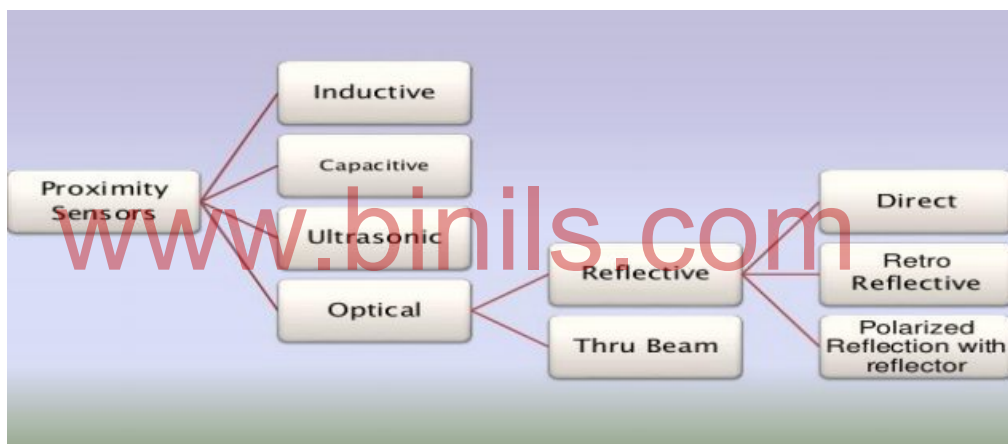 Proximity
Sensors
Inductive
Capacitive
Ultrasonic
Optical
Reflective
Thru Beam
Direct
Retro
Reflective
Polarized
Reflection with
reflector
www.binils.com